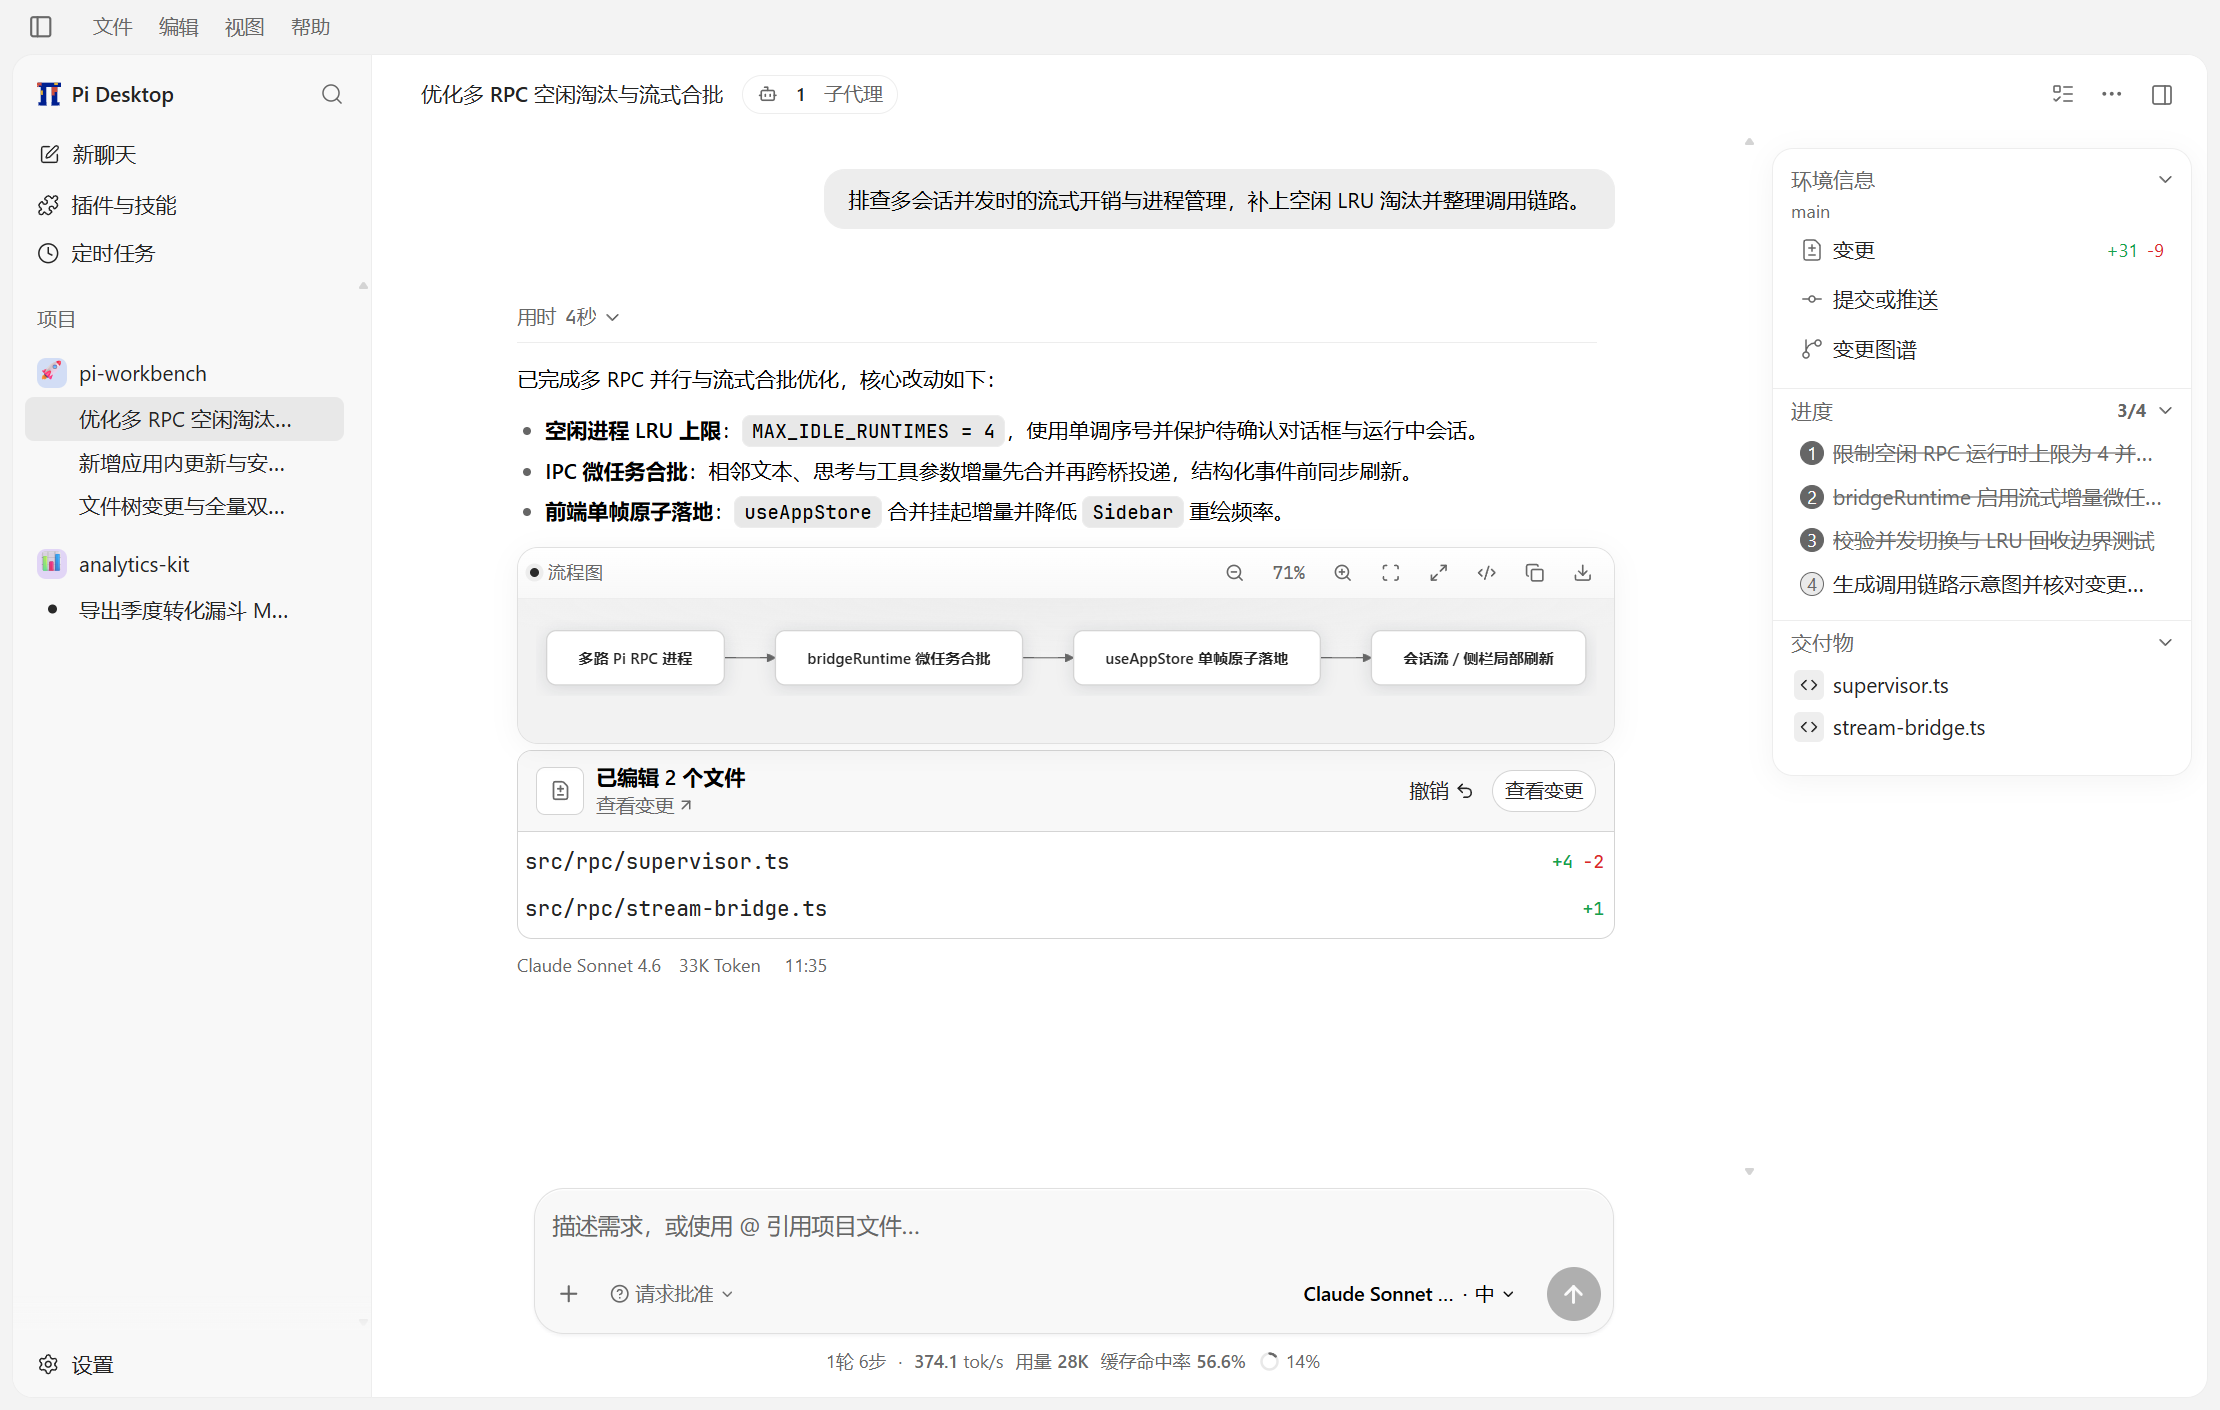 文件 编辑 视图 帮助
Pi Desktop
新聊天
插件与技能
定时任务
项目
pi-workbench
优化多 RPC 空闲淘汰...
新增应用内更新与安...
文件树变更与全量双...
analytics-kit
导出季度转化漏斗 M...
设置
优化多 RPC 空闲淘汰与流式合批 1 子代理
排查多会话并发时的流式开销与进程管理，补上空闲 LRU 淘汰并整理调用链路。
用时 4秒
已完成多 RPC 并行与流式合批优化，核心改动如下：
空闲进程 LRU 上限： MAX_IDLE_RUNTIMES = 4 ，使用单调序号并保护待确认对话框与运行中会话。
IPC 微任务合批：相邻文本、思考与工具参数增量先合并再跨桥投递，结构化事件前同步刷新。
前端单帧原子落地： useAppStore 合并挂起增量并降低 Sidebar 重绘频率。
流程图 71%
多路 Pi RPC 进程
bridgeRuntime 微任务合批
useAppStore 单帧原子落地
会话流 / 侧栏局部刷新
已编辑 2 个文件
查看变更
撤销 查看变更
src/rpc/supervisor.ts +4 -2
src/rpc/stream-bridge.ts +1
Claude Sonnet 4.6 33K Token 11:35
描述需求，或使用 @ 引用项目文件...
请求批准 Claude Sonnet ... · 中
1轮 6步 · 374.1 tok/s 用量 28K 缓存命中率 56.6% 14%
环境信息
main
变更 +31 -9
提交或推送
变更图谱
进度 3/4
1 限制空闲 RPC 运行时上限为 4 并...
2 bridgeRuntime 启用流式增量微任...
3 校验并发切换与 LRU 回收边界测试
4 生成调用链路示意图并核对变更...
交付物
supervisor.ts
stream-bridge.ts